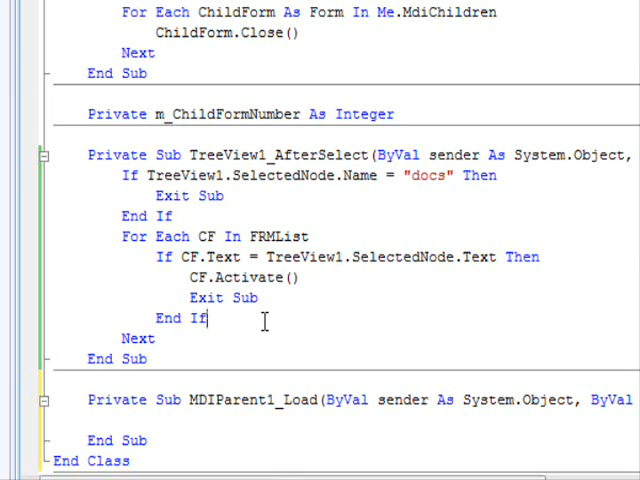 For Each ChildForm As Form In Me.MdiChildren
ChildForm.Close()
Next
End Sub
Private m_ChildFormNumber As Integer
Private Sub TreeView1_AfterSelect(ByVal sender As System.Object,
If TreeView1.SelectedNode.Name = "docs" Then
Exit Sub
End If
For Each CF In FRMList
If CF.Text = TreeView1.SelectedNode.Text Then
CF.Activate()
Exit Sub
End If
Next
End Sub
Private Sub MDIParent1_Load(ByVal sender As System.Object, ByVal
End Sub
End Class